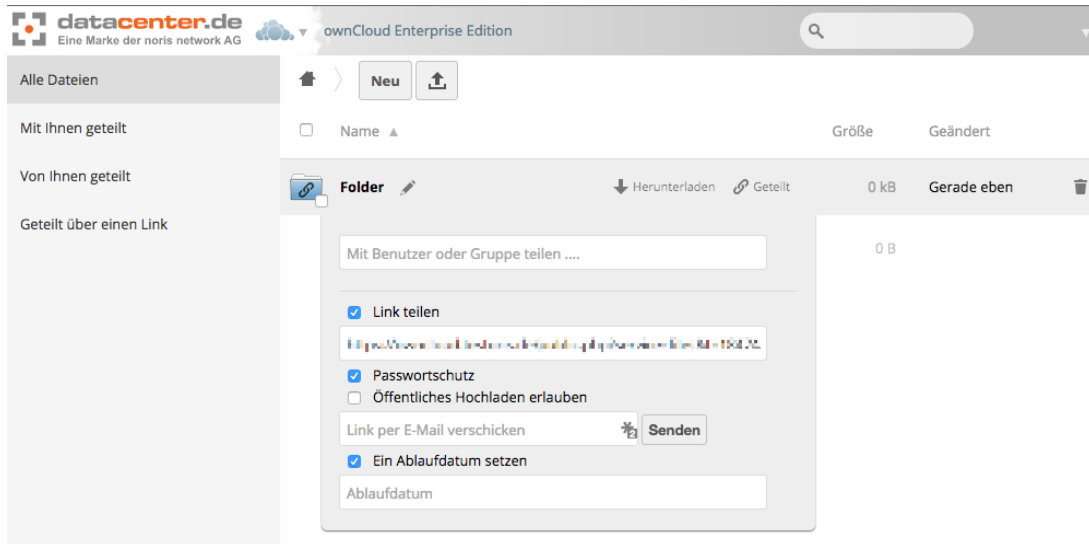 datacenter.de
Eine Marke der noris network AG
ownCloud Enterprise Edition
Alle Dateien
Mit Ihnen geteilt
Von Ihnen geteilt
Geteilt über einen Link
Neu
Name
Größe
Geändert
Folder
Herunterladen
Geteilt
0 kB
Gerade eben
Mit Benutzer oder Gruppe teilen ....
0 B
Link teilen
Passwortschutz
Öffentliches Hochladen erlauben
Link per E-Mail verschicken
Senden
Ein Ablaufdatum setzen
Ablaufdatum